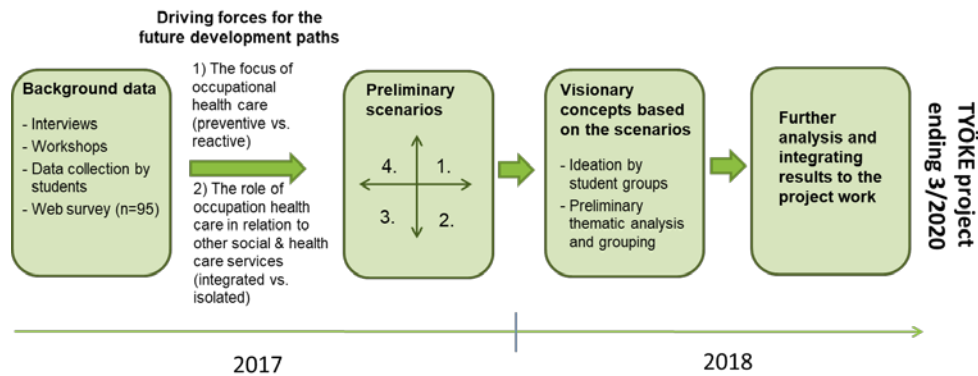 Driving forces for the
future development paths
Background data
- Interviews
- Workshops
- Data collection by
students
- Web survey (n=95)
1) The focus of
occupational
health care
(preventive vs.
reactive)
2) The role of
occupation health
care in relation to
other social & health
care services
(integrated vs.
isolated)
Preliminary
scenarios
4. 1.
3. 2.
Visionary
concepts based
on the scenarios
- Ideation by
student groups
- Preliminary
thematic analysis
and grouping
Further
analysis and
integrating
results to the
project work
TYÖKE project
ending 3/2020
2017
2018